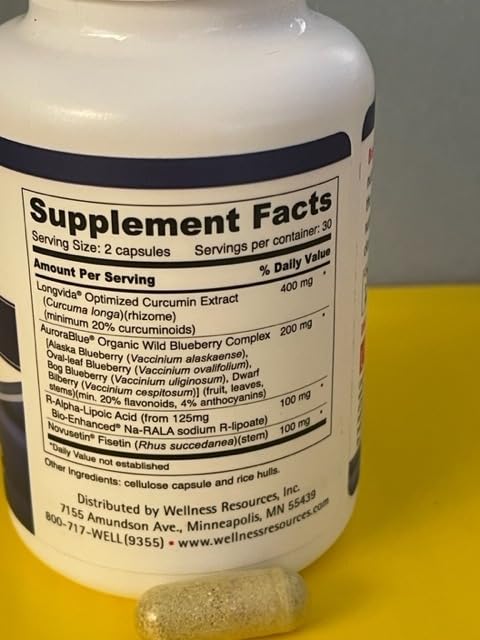 Supplement Facts
Serving Size: 2 capsules Servings per container: 30
Amount Per Serving % Daily Value
Longvida® Optimized Curcumin Extract 400 mg *
(Curcuma longa)(rhizome)
(minimum 20% curcuminoids)
AuroraBlue® Organic Wild Blueberry Complex 200 mg *
[Alaska Blueberry (Vaccinium alaskaense),
Oval-leaf Blueberry (Vaccinium ovalifolium),
Bog Blueberry (Vaccinium uliginosum), Dwarf
Bilberry (Vaccinium cespitosum)] (fruit, leaves,
stems)(min. 20% flavonoids, 4% anthocyanins)
R-Alpha-Lipoic Acid (from 125mg 100 mg *
Bio-Enhanced® Na-RALA sodium R-lipoate)
Novusetin® Fisetin (Rhus succedanea)(stem) 100 mg *
*Daily Value not established
Other Ingredients: cellulose capsule and rice hulls.
Distributed by Wellness Resources, Inc.
7155 Amundson Ave., Minneapolis, MN 55439
800-717-WELL(9355) • www.wellnessresources.com